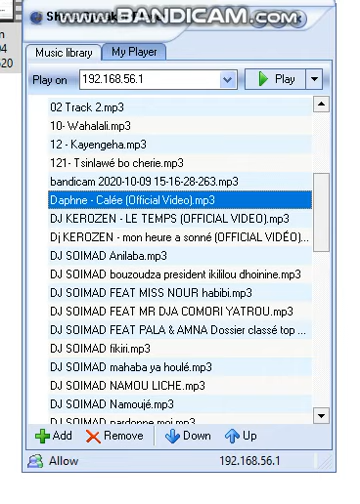 WWW.BANDICAM.COM
Music library
My Player
Play on
192.168.56.1
Play
02 Track 2.mp3
10- Wahalali.mp3
12 - Kayengeha.mp3
121- Tsinlawé bo cherie.mp3
bandicam 2020-10-09 15-16-28-263.mp3
Daphne - Calée (Official Video).mp3
DJ KEROZEN - LE TEMPS (OFFICIAL VIDEO).mp3
Dj KEROZEN - mon heure a sonné (OFFICIAL VIDÉO)...
DJ SOIMAD Anilaba.mp3
DJ SOIMAD bouzoudza president ikililou dhoinine.mp3
DJ SOIMAD FEAT MISS NOUR habibi.mp3
DJ SOIMAD FEAT MR DJA COMORI YATROU.mp3
DJ SOIMAD FEAT PALA & AMNA Dossier classé top ...
DJ SOIMAD fikiri.mp3
DJ SOIMAD mahaba ya houlé.mp3
DJ SOIMAD NAMOU LICHE.mp3
DJ SOIMAD Namoujé.mp3
DJ SOIMAD pardonne moi.mp3
Add
Remove
Down
Up
Allow
192.168.56.1